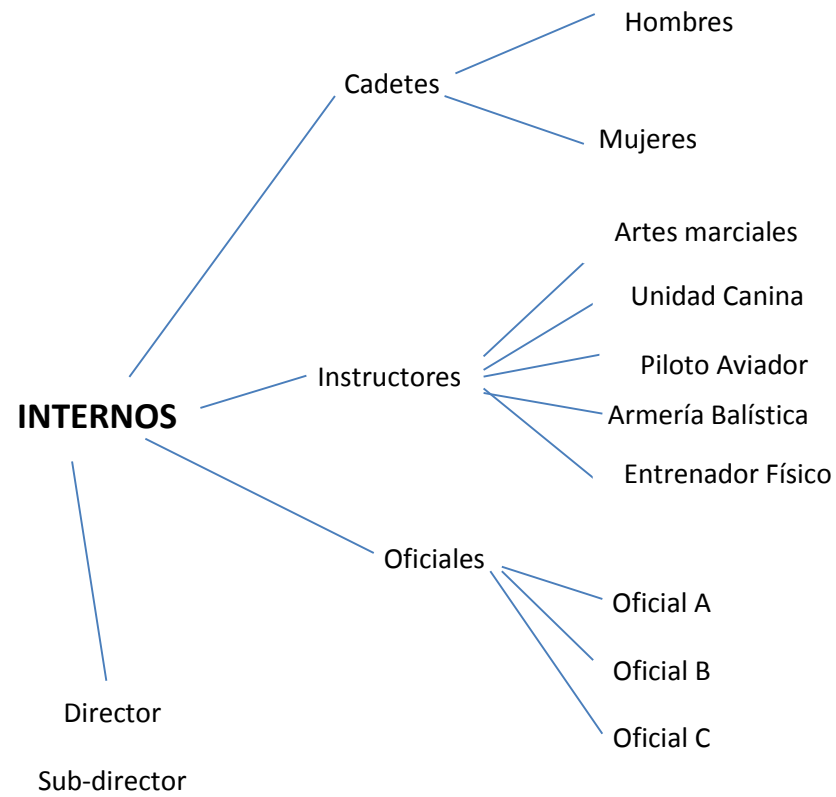 Hombres
Cadetes
Mujeres
Artes marciales
Unidad Canina
Piloto Aviador
Instructores
INTERNOS
Armería Balística
Entrenador Físico
Oficiales
Oficial A
Oficial B
Director
Oficial C
Sub-director